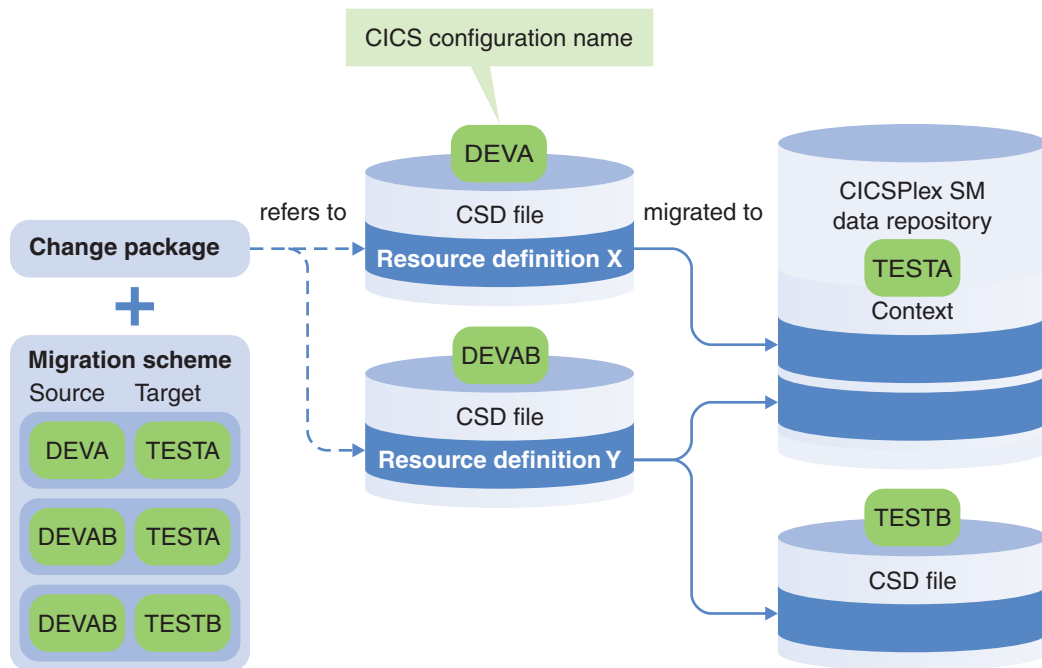 CICS configuration name
DEVA
CSD file
Resource definition X
refers to
migrated to
CICSPlex SM
data repository
TESTA
Context
Change package
Migration scheme
Source Target
DEVA TESTA
DEVAB TESTA
DEVAB TESTB
DEVAB
CSD file
Resource definition Y
TESTB
CSD file